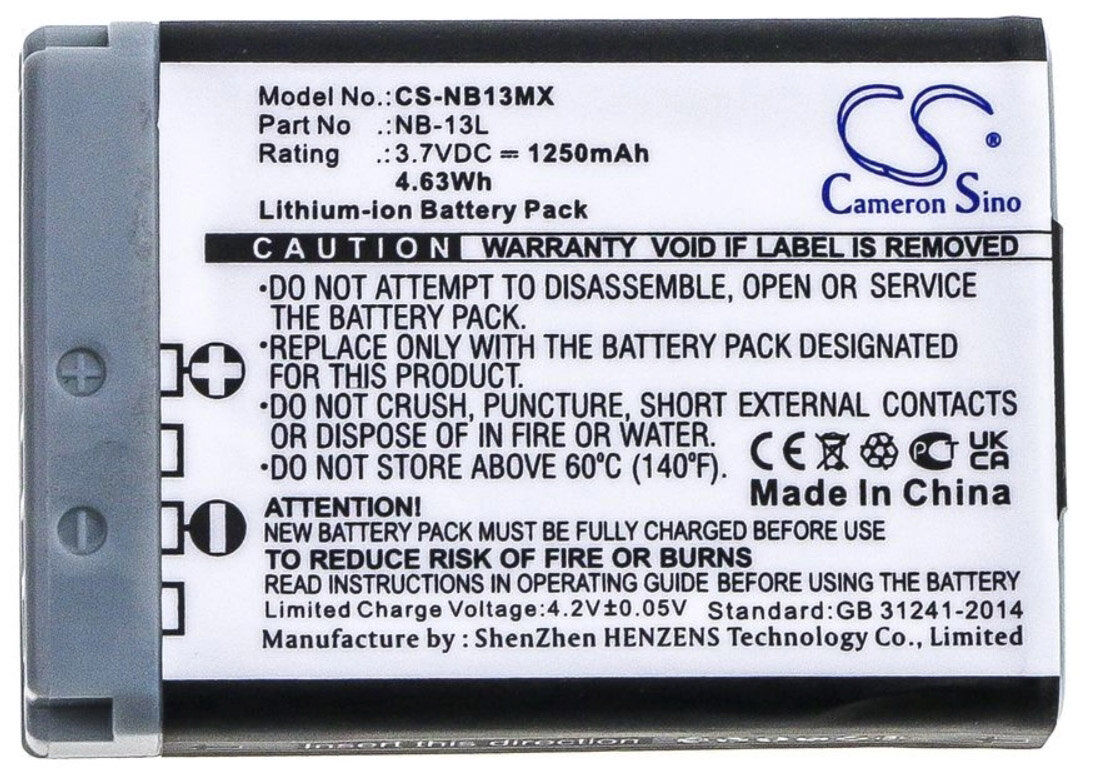 Model No.:CS-NB13MX
Part No .:NB-13L
Rating .:3.7VDC ⎓ 1250mAh
4.63Wh
Lithium-ion Battery Pack
CS®
Cameron Sino
CAUTION WARRANTY VOID IF LABEL IS REMOVED
•DO NOT ATTEMPT TO DISASSEMBLE, OPEN OR SERVICE
THE BATTERY PACK.
•REPLACE ONLY WITH THE BATTERY PACK DESIGNATED
FOR THIS PRODUCT.
•DO NOT CRUSH, PUNCTURE, SHORT EXTERNAL CONTACTS
OR DISPOSE OF IN FIRE OR WATER.
•DO NOT STORE ABOVE 60°C (140°F).
CE PCT UK CA
Made In China
ATTENTION!
NEW BATTERY PACK MUST BE FULLY CHARGED BEFORE USE
TO REDUCE RISK OF FIRE OR BURNS
READ INSTRUCTIONS IN OPERATING GUIDE BEFORE USING THE BATTERY
Limited Charge Voltage:4.2V±0.05V Standard:GB 31241-2014
Manufacture by : ShenZhen HENZENS Technology Co., Limited
Insert this direction